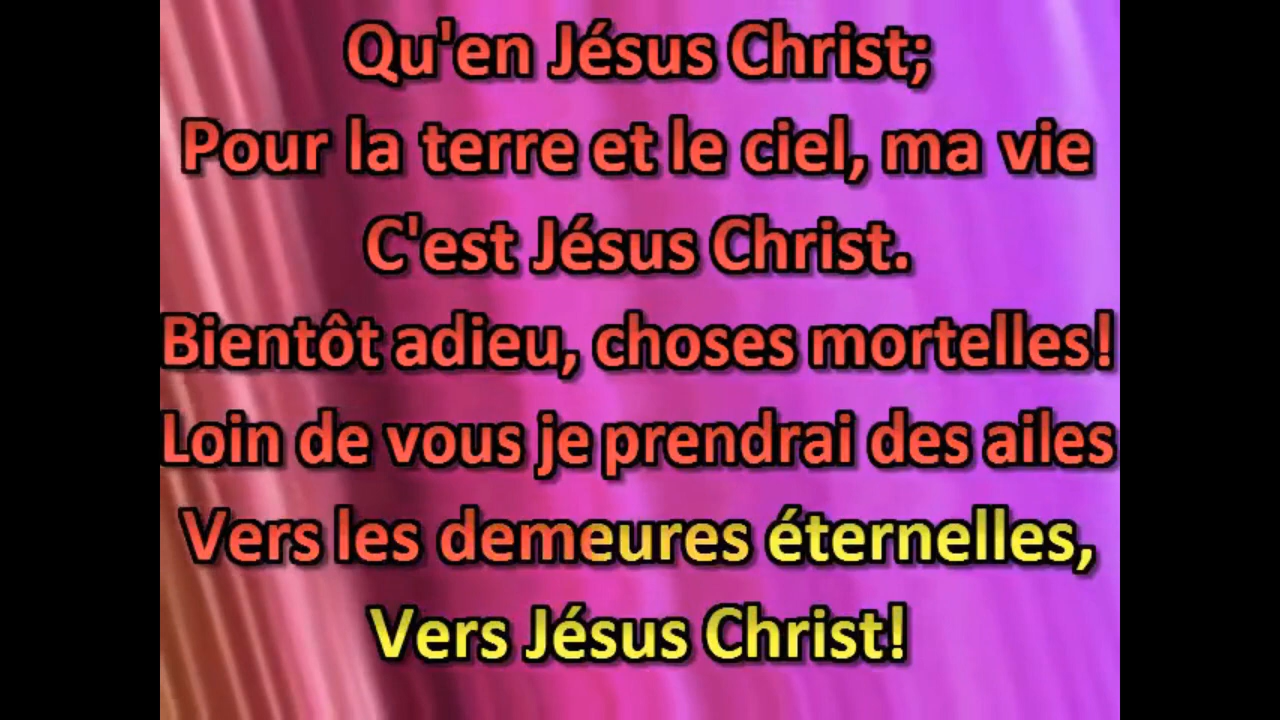 Qu'en Jésus Christ;
Pour la terre et le ciel, ma vie
C'est Jésus Christ.
Bientôt adieu, choses mortelles!
Loin de vous je prendrai des ailes
Vers les demeures éternelles,
Vers Jésus Christ!